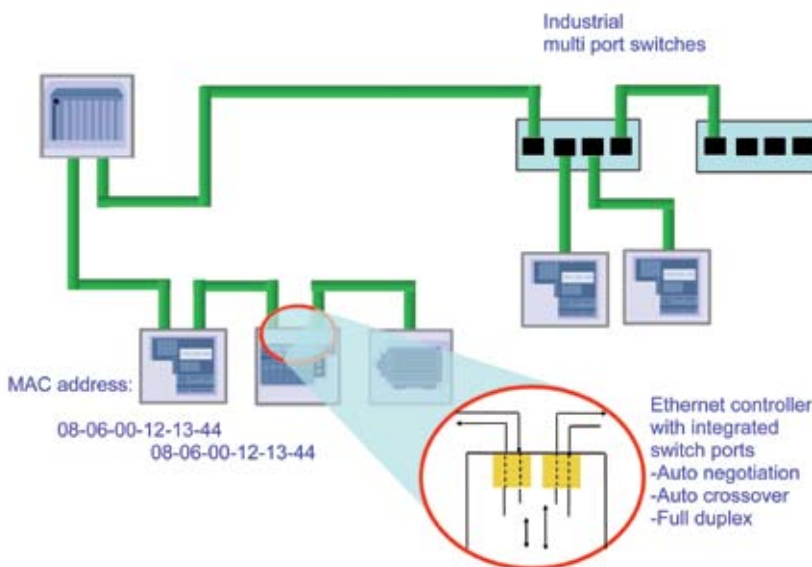 Industrial
multi port switches
MAC address:
08-06-00-12-13-44
08-06-00-12-13-44
Ethernet controller
with integrated
switch ports
-Auto negotiation
-Auto crossover
-Full duplex